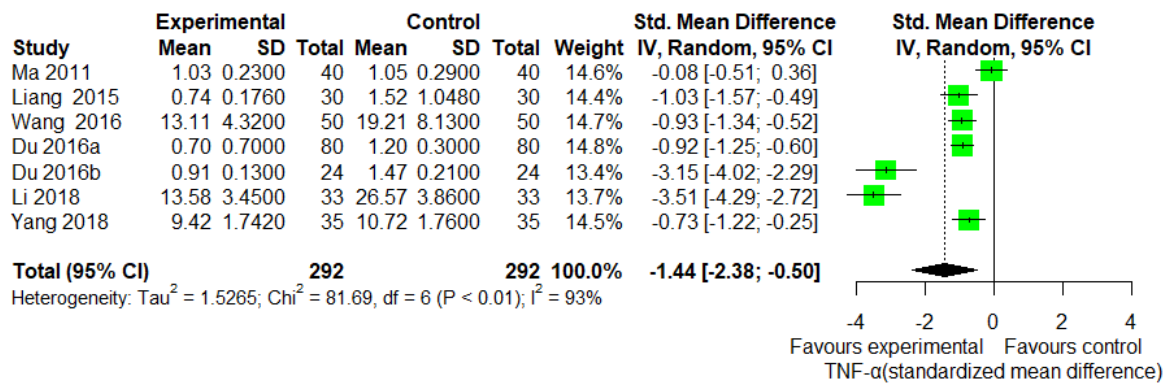 Experimental Control Std. Mean Difference Std. Mean Difference
Study Mean SD Total Mean SD Total Weight IV, Random, 95% CI IV, Random, 95% CI
Ma 2011 1.03 0.2300 40 1.05 0.2900 40 14.6% -0.08 [-0.51; 0.36]
Liang 2015 0.74 0.1760 30 1.52 1.0480 30 14.4% -1.03 [-1.57; -0.49]
Wang 2016 13.11 4.3200 50 19.21 8.1300 50 14.7% -0.93 [-1.34; -0.52]
Du 2016a 0.70 0.7000 80 1.20 0.3000 80 14.8% -0.92 [-1.25; -0.60]
Du 2016b 0.91 0.1300 24 1.47 0.2100 24 13.4% -3.15 [-4.02; -2.29]
Li 2018 13.58 3.4500 33 26.57 3.8600 33 13.7% -3.51 [-4.29; -2.72]
Yang 2018 9.42 1.7420 35 10.72 1.7600 35 14.5% -0.73 [-1.22; -0.25]
Total (95% CI) 292 292 100.0% -1.44 [-2.38; -0.50]
Heterogeneity: Tau² = 1.5265; Chi² = 81.69, df = 6 (P < 0.01); I² = 93%
-4 -2 0 2 4
Favours experimental Favours control
TNF-α(standardized mean difference)